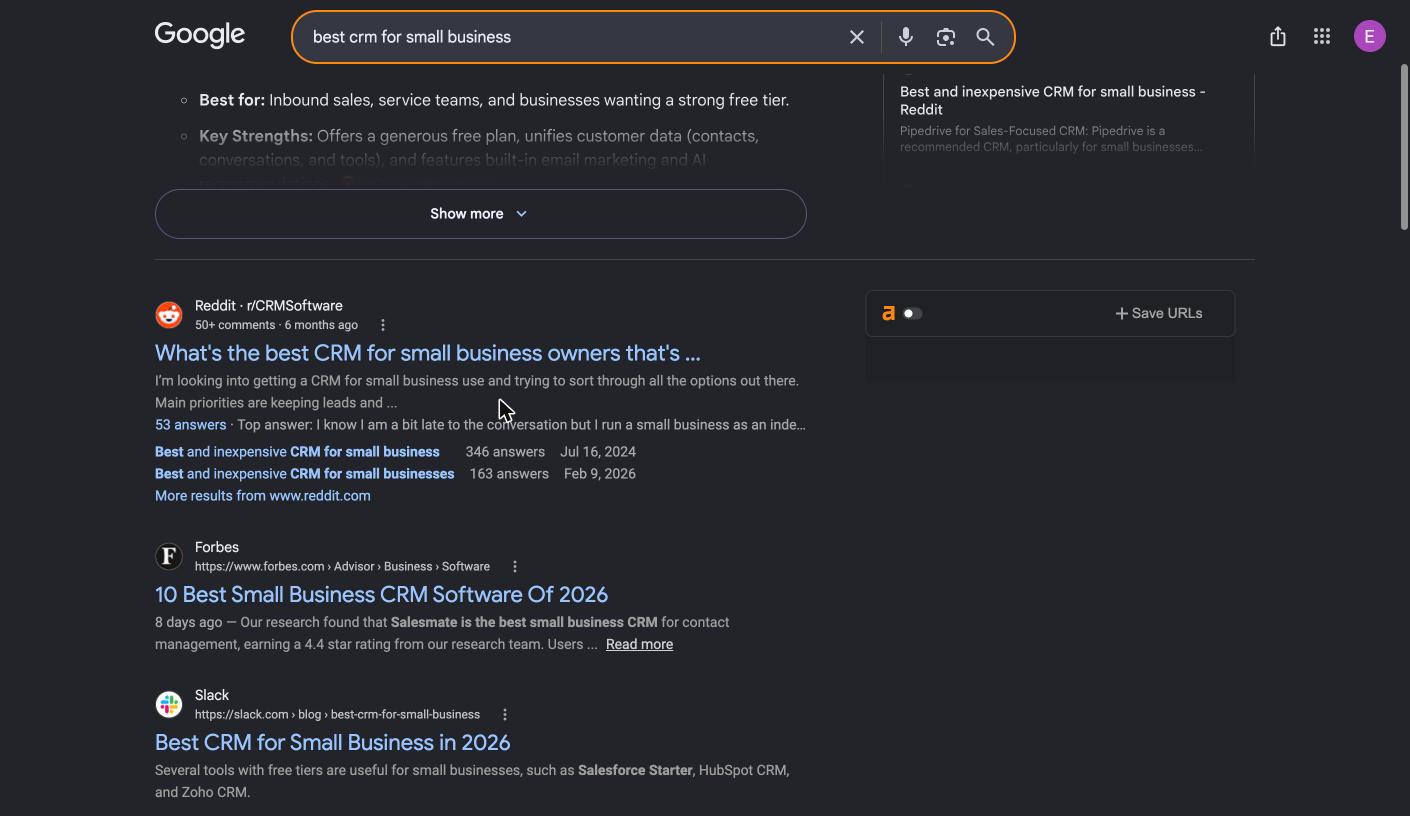 Google
best crm for small business
E
Best for: Inbound sales, service teams, and businesses wanting a strong free tier.
Key Strengths: Offers a generous free plan, unifies customer data (contacts,
conversations, and tools), and features built-in email marketing and AI
Best and inexpensive CRM for small business -
Reddit
Pipedrive for Sales-Focused CRM: Pipedrive is a
recommended CRM, particularly for small businesses...
Show more
Reddit · r/CRMSoftware
50+ comments · 6 months ago
What's the best CRM for small business owners that's ...
I'm looking into getting a CRM for small business use and trying to sort through all the options out there.
Main priorities are keeping leads and ...
53 answers · Top answer: I know I am a bit late to the conversation but I run a small business as an inde...
Best and inexpensive CRM for small business 346 answers Jul 16, 2024
Best and inexpensive CRM for small businesses 163 answers Feb 9, 2026
More results from www.reddit.com
a
+ Save URLs
F
Forbes
https://www.forbes.com › Advisor › Business › Software
10 Best Small Business CRM Software Of 2026
8 days ago — Our research found that Salesmate is the best small business CRM for contact
management, earning a 4.4 star rating from our research team. Users ... Read more
Slack
https://slack.com › blog › best-crm-for-small-business
Best CRM for Small Business in 2026
Several tools with free tiers are useful for small businesses, such as Salesforce Starter, HubSpot CRM,
and Zoho CRM.